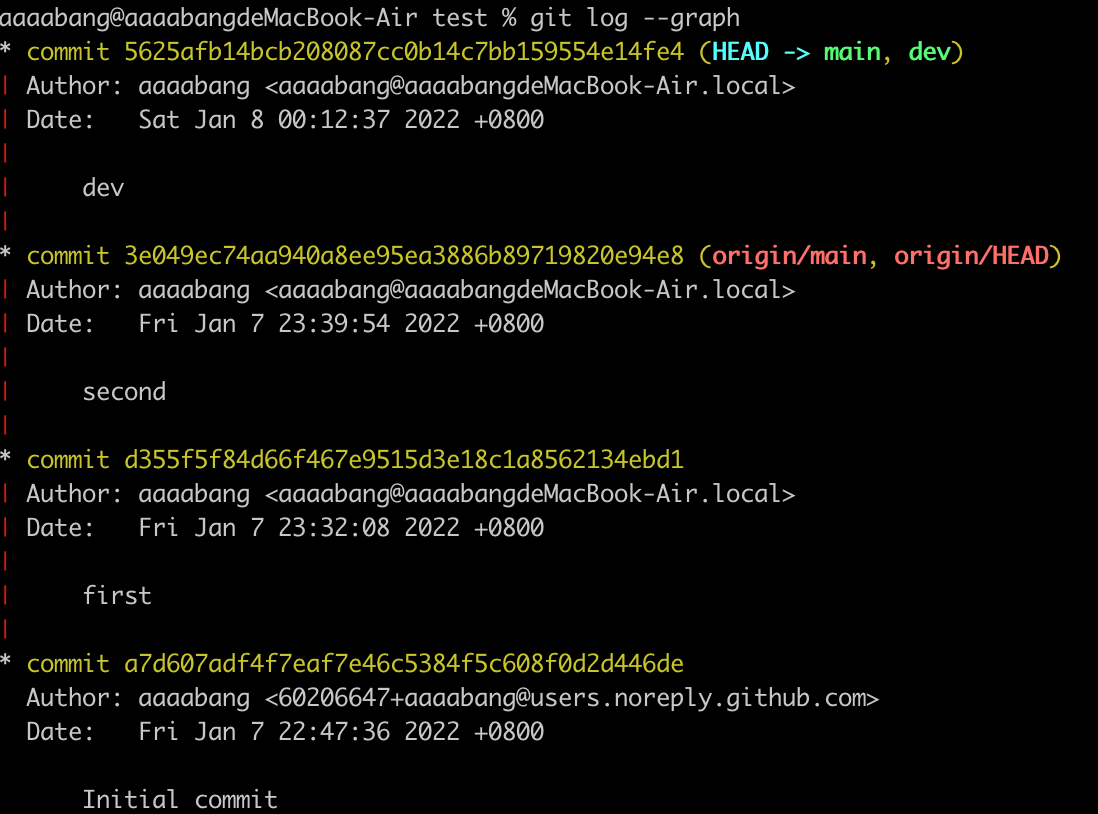 aaaabang@aaaabangdeMacBook-Air test % git log --graph
* commit 5625afb14bcb208087cc0b14c7bb159554e14fe4 (HEAD -> main, dev)
| Author: aaaabang <aaaabang@aaaabangdeMacBook-Air.local>
| Date:   Sat Jan 8 00:12:37 2022 +0800
|
|     dev
|
* commit 3e049ec74aa940a8ee95ea3886b89719820e94e8 (origin/main, origin/HEAD)
| Author: aaaabang <aaaabang@aaaabangdeMacBook-Air.local>
| Date:   Fri Jan 7 23:39:54 2022 +0800
|
|     second
|
* commit d355f5f84d66f467e9515d3e18c1a8562134ebd1
| Author: aaaabang <aaaabang@aaaabangdeMacBook-Air.local>
| Date:   Fri Jan 7 23:32:08 2022 +0800
|
|     first
|
* commit a7d607adf4f7eaf7e46c5384f5c608f0d2d446de
  Author: aaaabang <60206647+aaaabang@users.noreply.github.com>
  Date:   Fri Jan 7 22:47:36 2022 +0800

      Initial commit